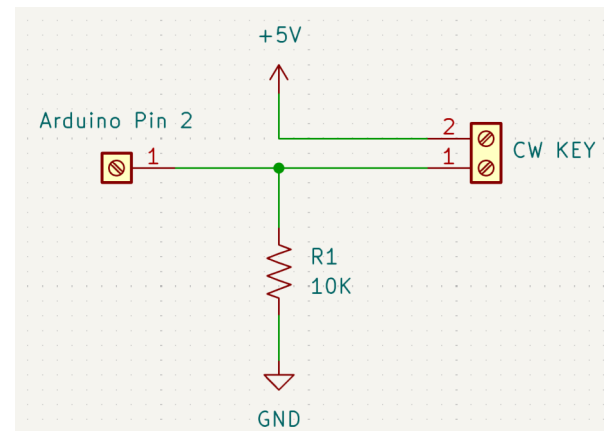 +5V
Arduino Pin 2
2
1
1
CW KEY
R1
10K
GND